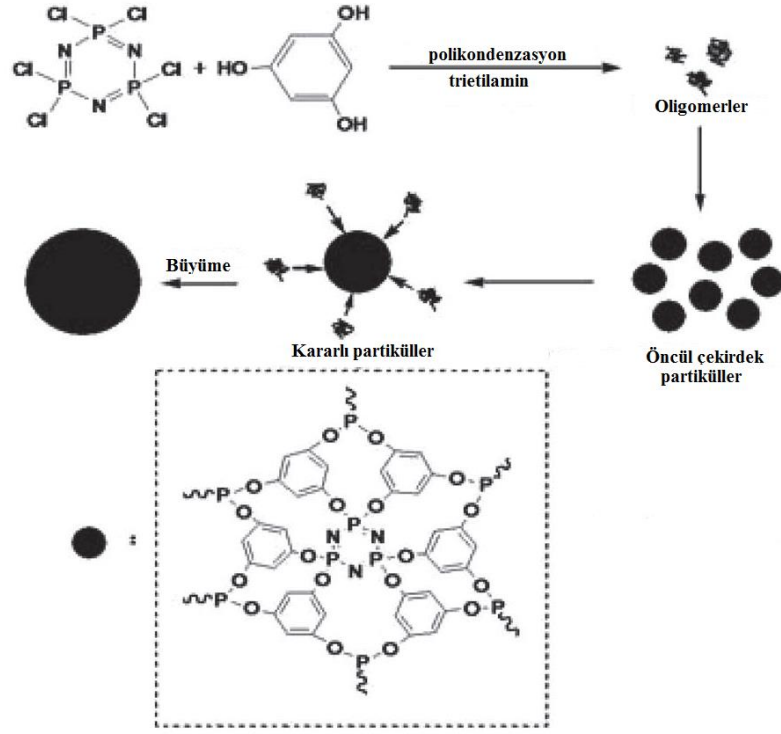 Cl Cl
P
N N
Cl P P Cl
N
Cl Cl
+
HO OH
OH
polikondenzasyon
trietilamin
Oligomerler
Büyüme
Kararlı partiküller
Öncül çekirdek
partiküller
P
O O
O O
P O O P
O O
O P O
N N
P O O P P O O P
N
O O
P O O O O P
O O
O P O